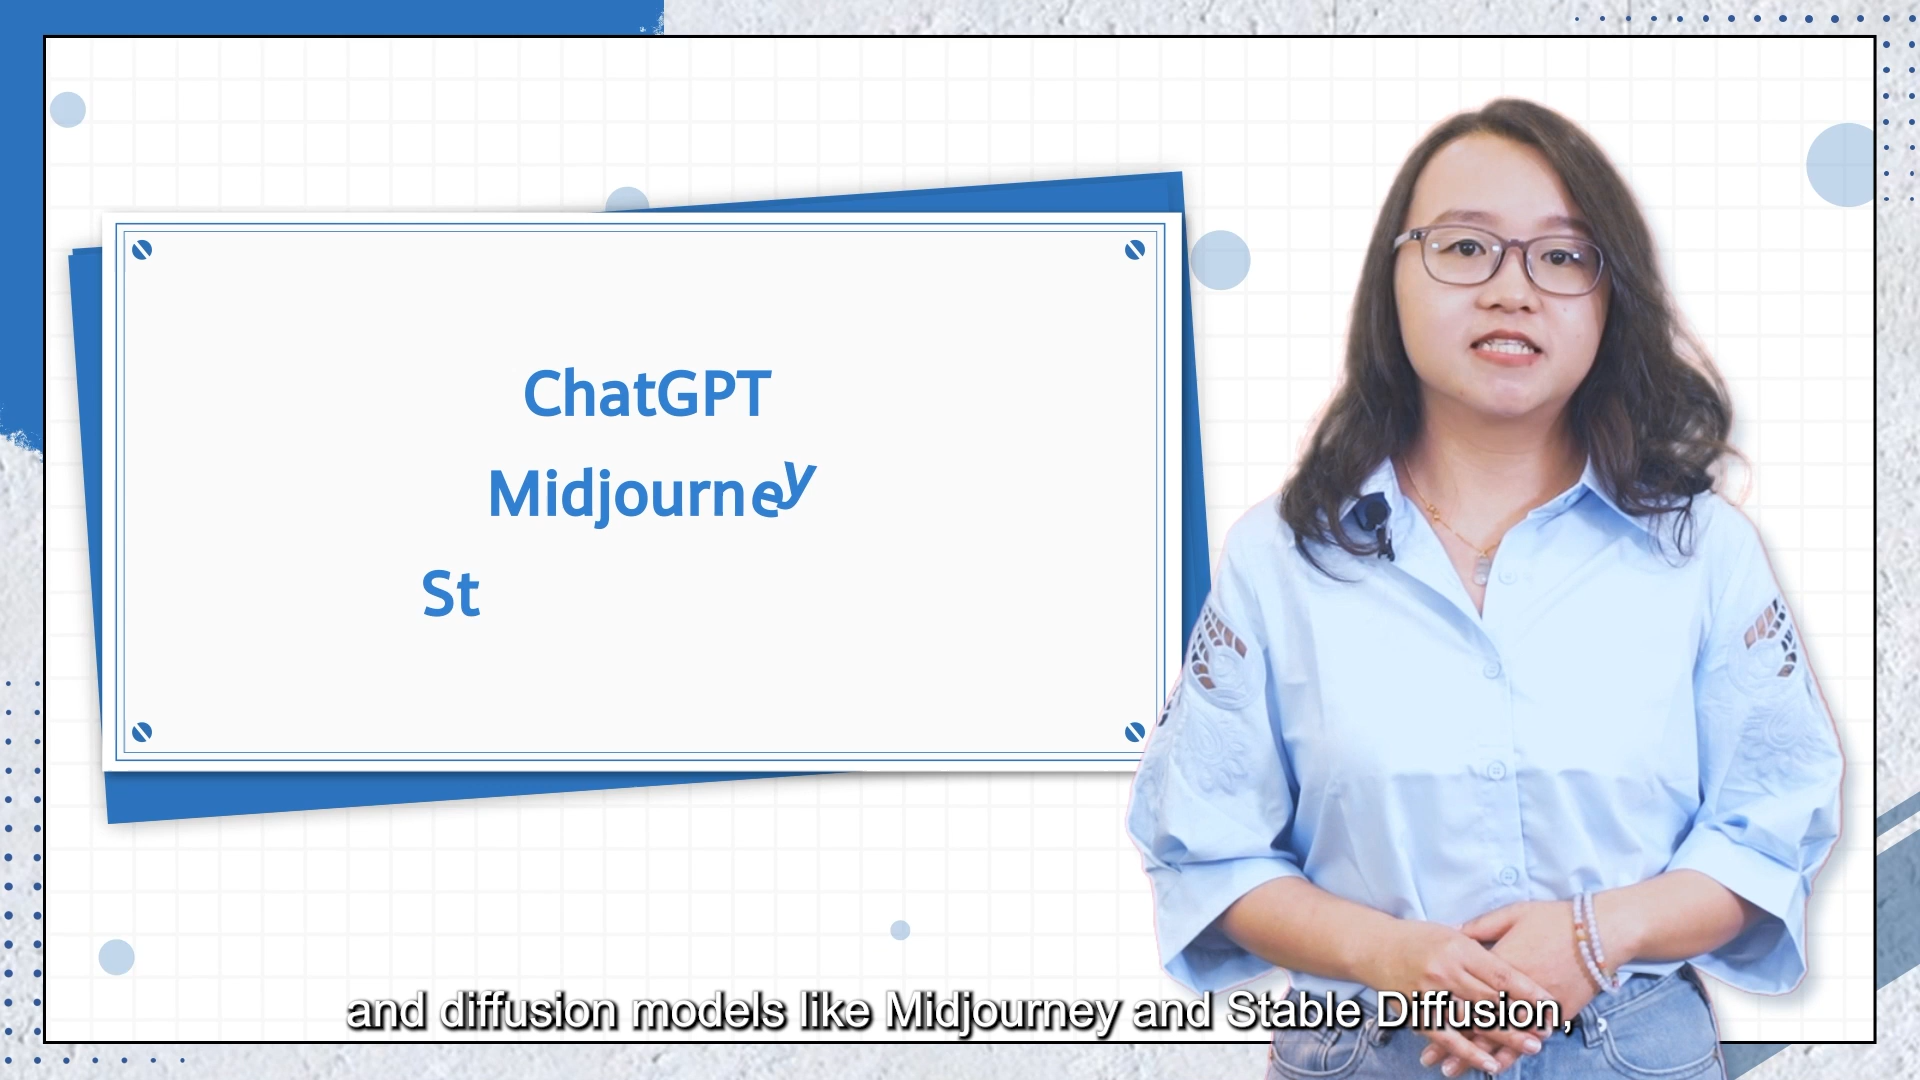 ChatGPT
Midjourney
St
and diffusion models like Midjourney and Stable Diffusion,